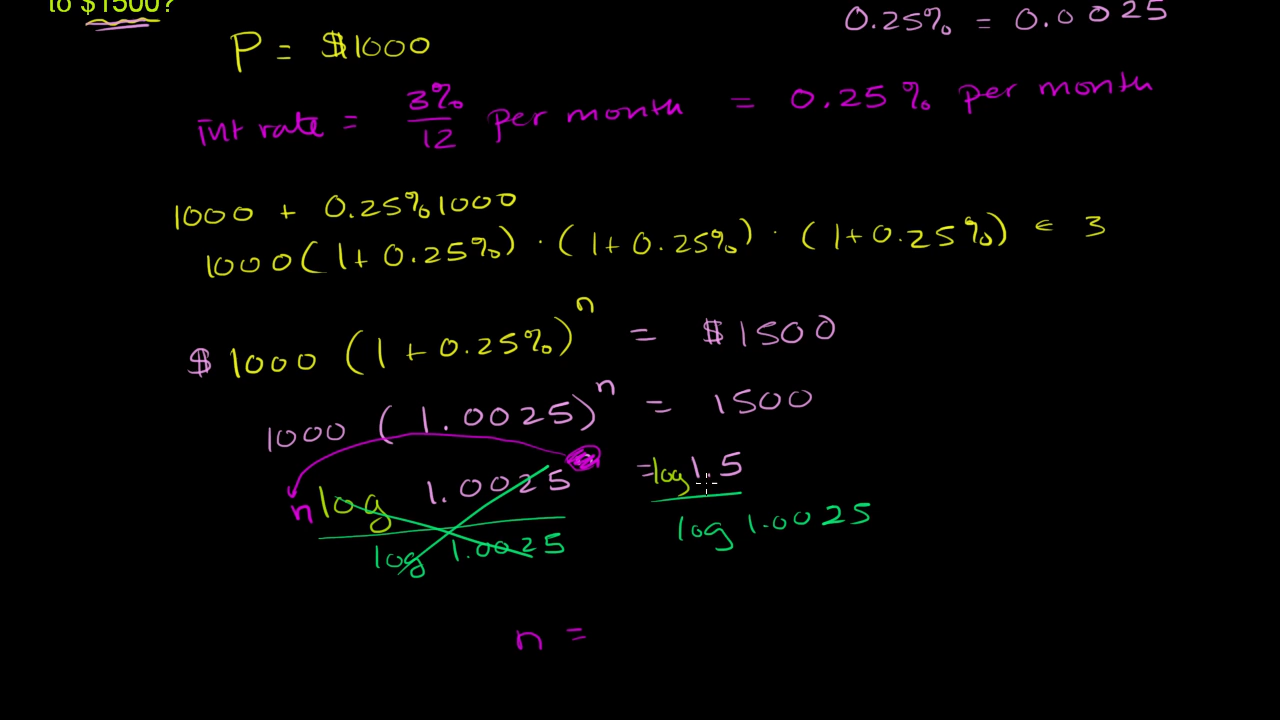 to $1500?
0.25% = 0.0025
P = $1000
Int rate = 3%/12 per month = 0.25% per month
1000 + 0.25%1000
1000(1+0.25%) · (1+0.25%) · (1+0.25%) ← 3
$1000 (1+0.25%)^n = $1500
1000 (1.0025)^n = 1500
n log 1.0025 / log 1.0025 = log 1.5 / log 1.0025
n =